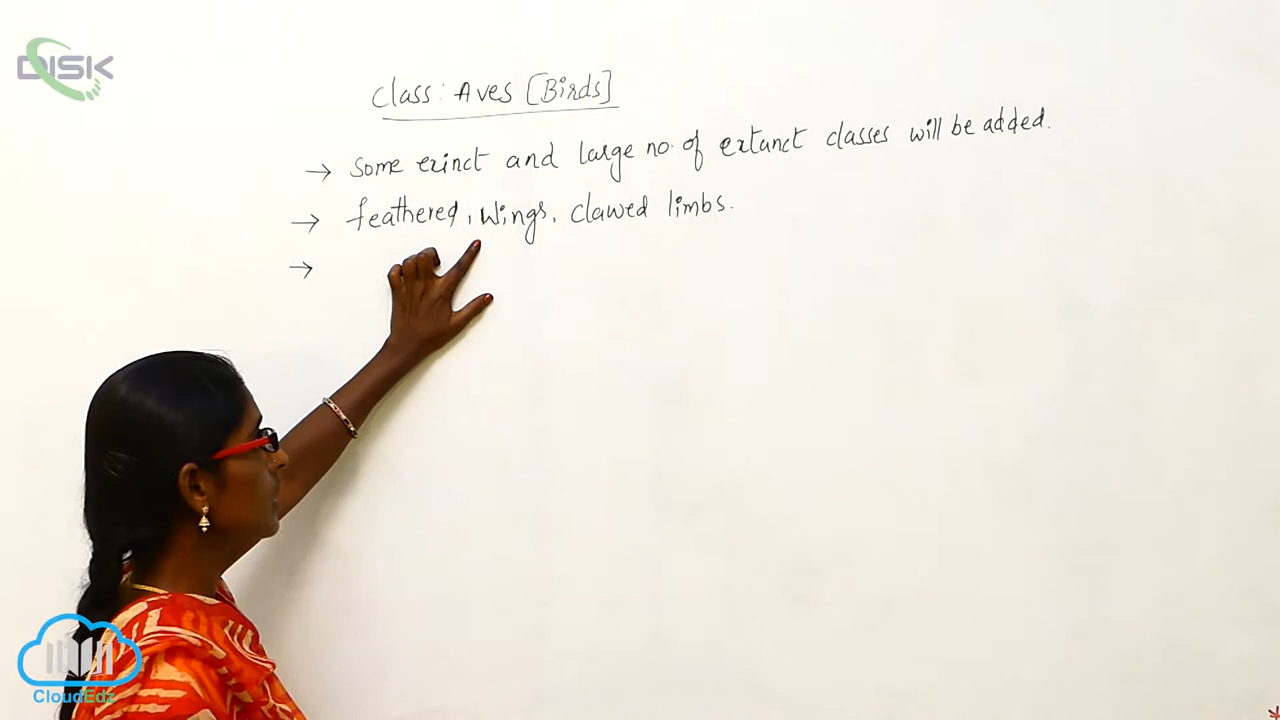 DISK
Class: Aves [Birds]
→ Some exinct and large no. of extunct classes will be added.
→ feathered, Wings, clawed limbs.
→
CloudEdz